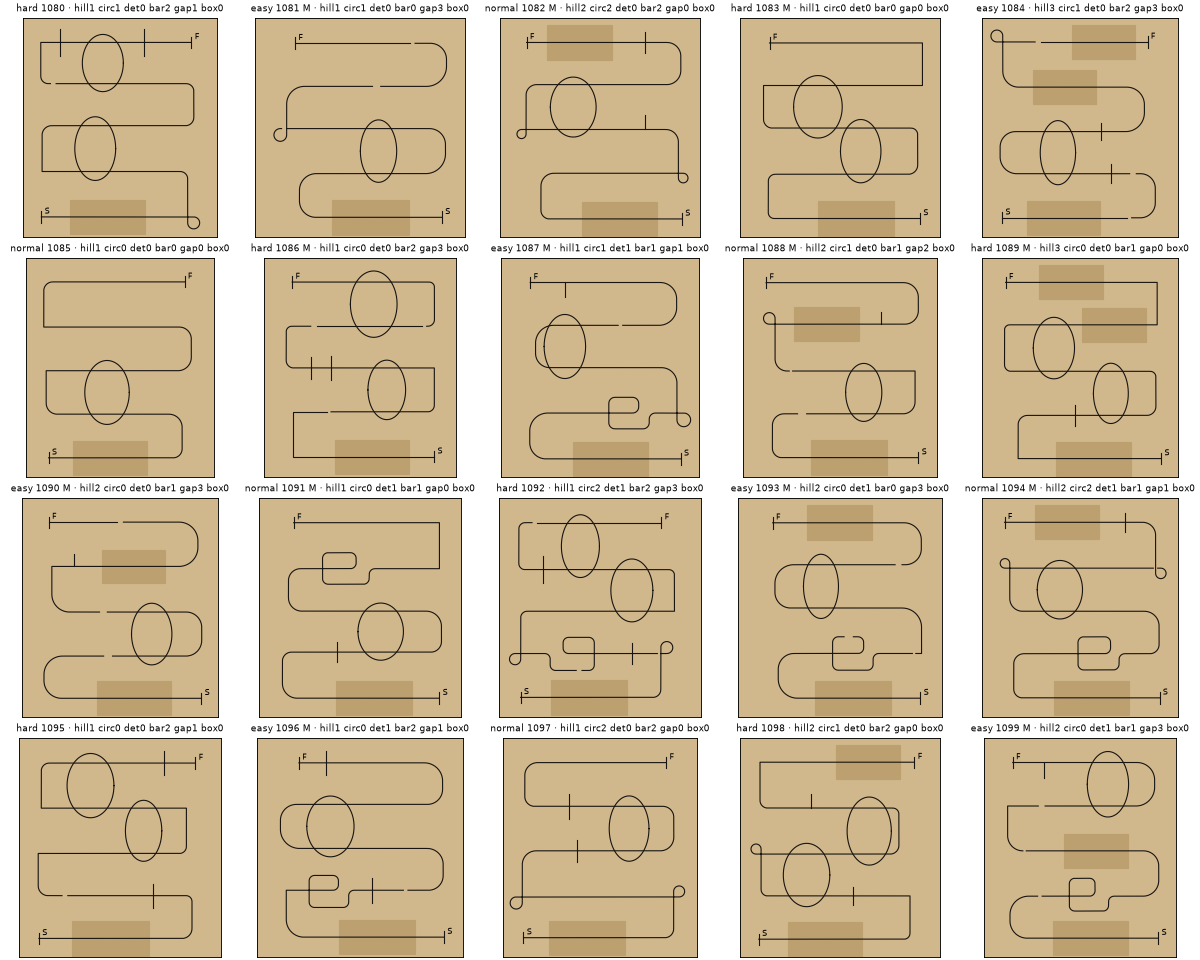 hard 1080 · hill1 circ1 det0 bar2 gap1 box0
easy 1081 M · hill1 circ1 det0 bar0 gap3 box0
normal 1082 M · hill2 circ2 det0 bar2 gap0 box0
hard 1083 M · hill1 circ0 det0 bar0 gap0 box0
easy 1084 · hill3 circ1 det0 bar2 gap3 box0
F
F
F
F
F
S
S
S
S
S
normal 1085 · hill1 circ0 det0 bar0 gap0 box0
hard 1086 M · hill1 circ0 det0 bar2 gap3 box0
easy 1087 M · hill1 circ1 det1 bar1 gap1 box0
normal 1088 M · hill2 circ1 det0 bar1 gap2 box0
hard 1089 M · hill3 circ0 det0 bar1 gap0 box0
F
F
F
F
F
S
S
S
S
S
easy 1090 M · hill2 circ0 det0 bar1 gap3 box0
normal 1091 M · hill1 circ0 det1 bar1 gap0 box0
hard 1092 · hill1 circ2 det1 bar2 gap3 box0
easy 1093 M · hill2 circ0 det1 bar0 gap3 box0
normal 1094 M · hill2 circ2 det1 bar1 gap1 box0
F
F
F
F
F
S
S
S
S
S
hard 1095 · hill1 circ0 det0 bar2 gap1 box0
easy 1096 M · hill1 circ0 det1 bar2 gap1 box0
normal 1097 · hill1 circ2 det0 bar2 gap0 box0
hard 1098 · hill2 circ1 det0 bar2 gap0 box0
easy 1099 M · hill2 circ0 det1 bar1 gap3 box0
F
F
F
F
F
S
S
S
S
S